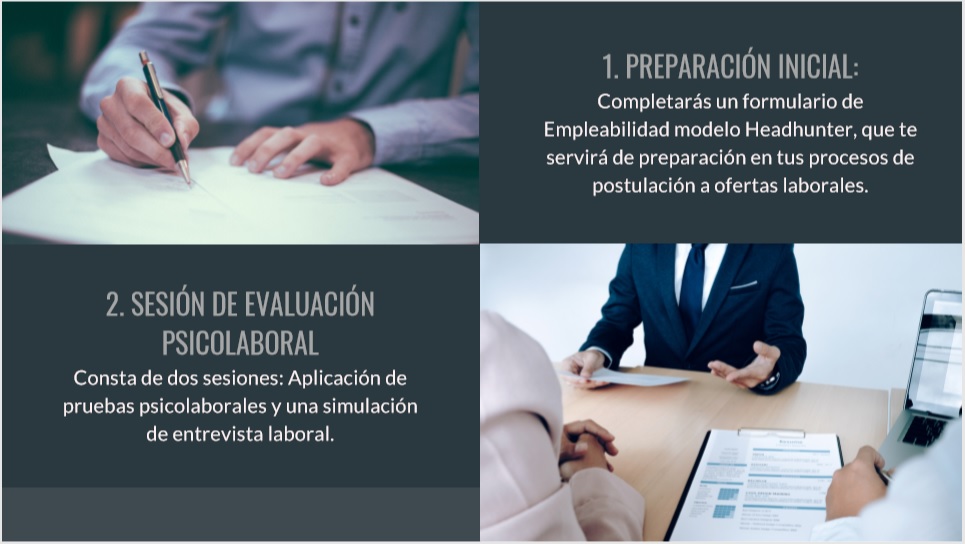 1. PREPARACIÓN INICIAL:
Completarás un formulario de
Empleabilidad modelo Headhunter, que te
servirá de preparación en tus procesos de
postulación a ofertas laborales.
2. SESIÓN DE EVALUACIÓN
PSICOLABORAL
Consta de dos sesiones: Aplicación de
pruebas psicolaborales y una simulación
de entrevista laboral.